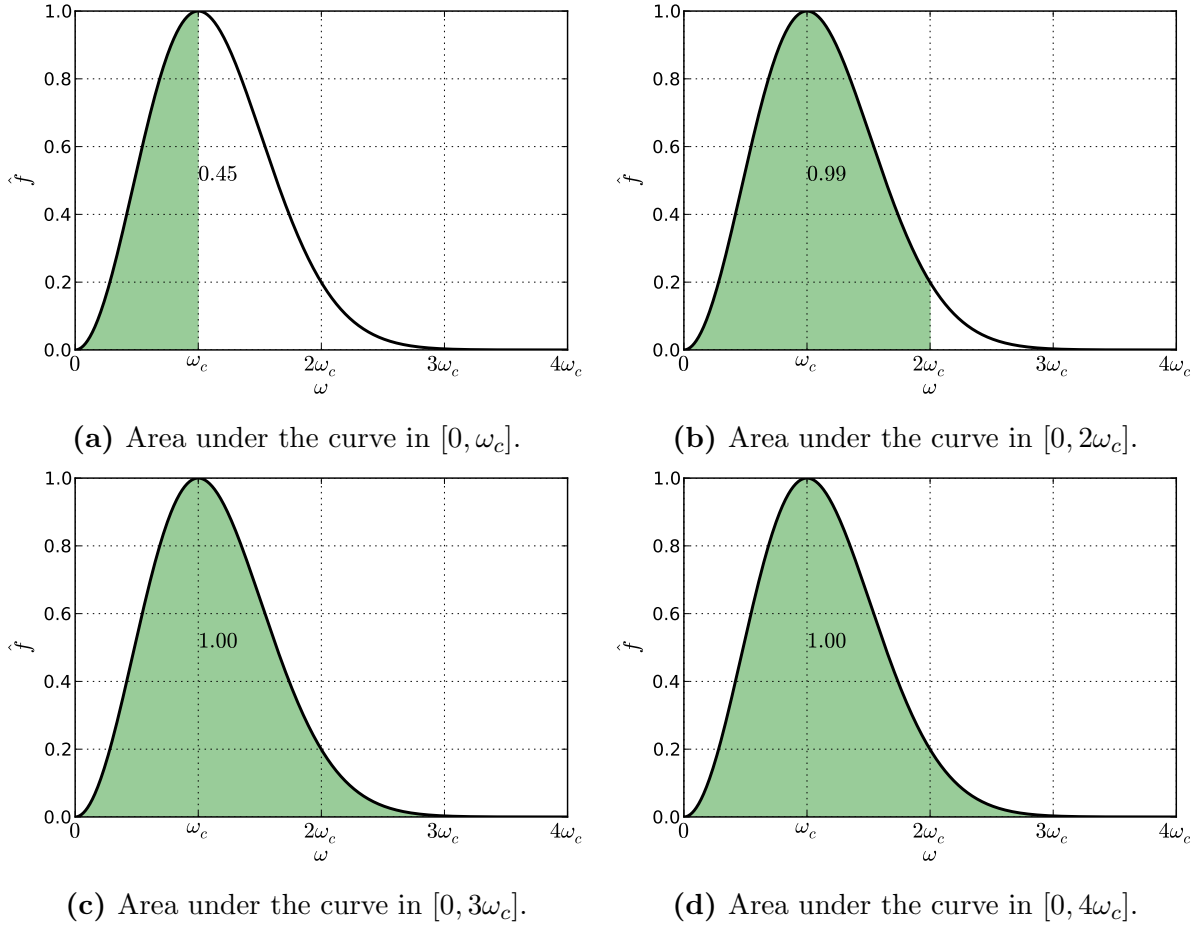 1.0
0.8
0.6
0.4
0.2
0.0
f̂
0.45
0 ω_c 2ω_c 3ω_c 4ω_c
ω
(a) Area under the curve in [0, ω_c].
1.0
0.8
0.6
0.4
0.2
0.0
f̂
0.99
0 ω_c 2ω_c 3ω_c 4ω_c
ω
(b) Area under the curve in [0, 2ω_c].
1.0
0.8
0.6
0.4
0.2
0.0
f̂
1.00
0 ω_c 2ω_c 3ω_c 4ω_c
ω
(c) Area under the curve in [0, 3ω_c].
1.0
0.8
0.6
0.4
0.2
0.0
f̂
1.00
0 ω_c 2ω_c 3ω_c 4ω_c
ω
(d) Area under the curve in [0, 4ω_c].